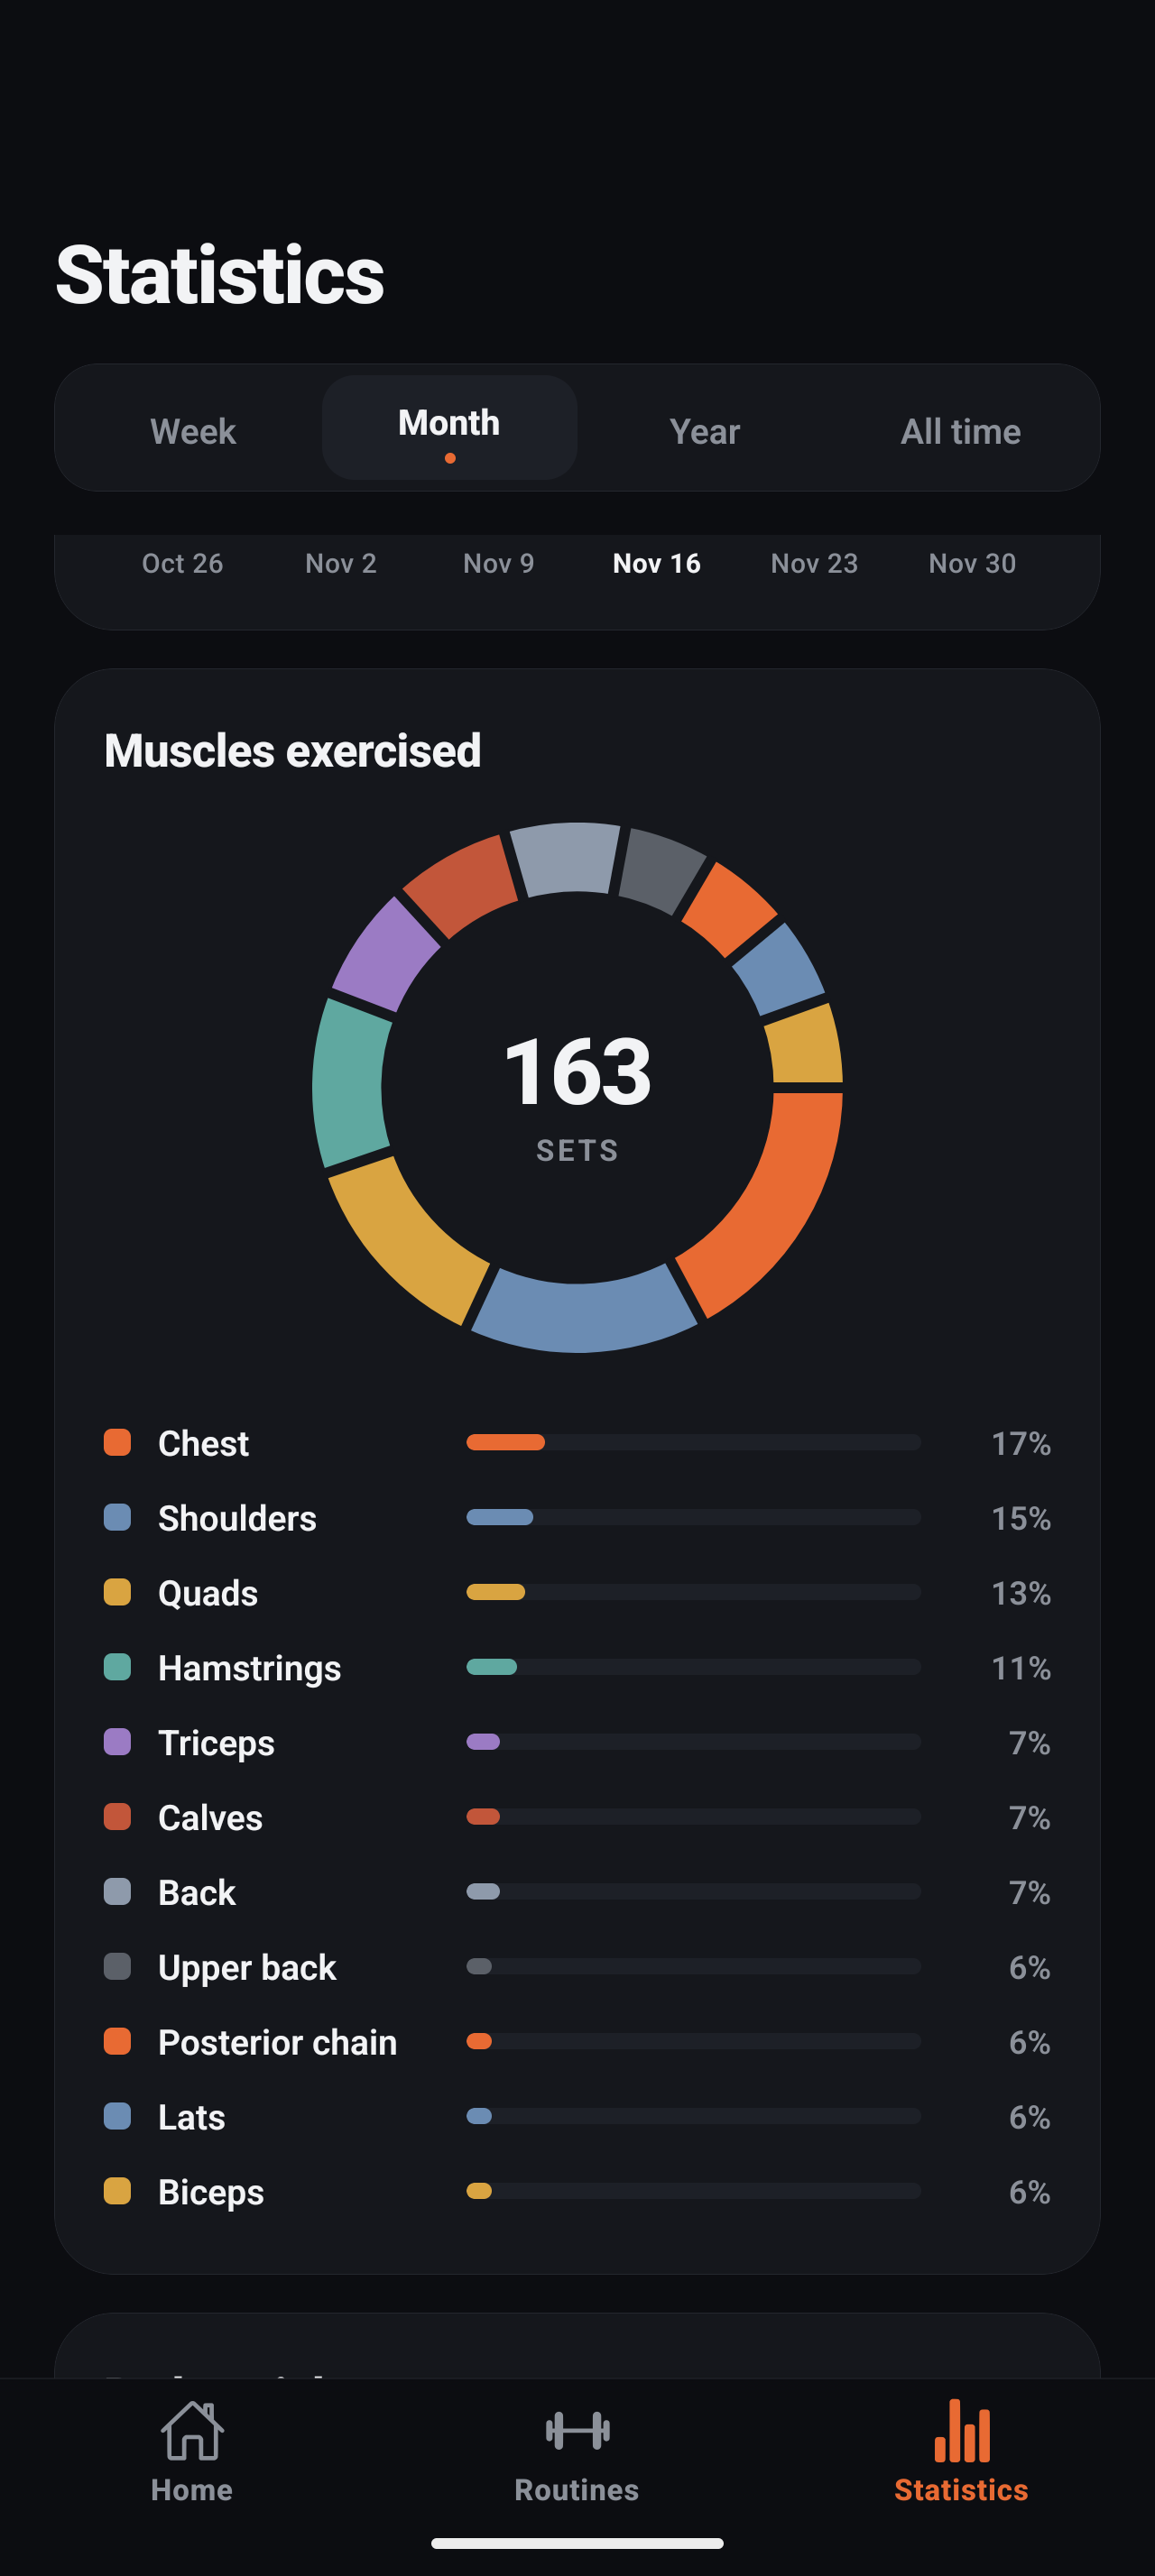 Statistics
Week Month Year All time
Oct 26 Nov 2 Nov 9 Nov 16 Nov 23 Nov 30
Muscles exercised
163
SETS
Chest 17%
Shoulders 15%
Quads 13%
Hamstrings 11%
Triceps 7%
Calves 7%
Back 7%
Upper back 6%
Posterior chain 6%
Lats 6%
Biceps 6%
Home Routines Statistics